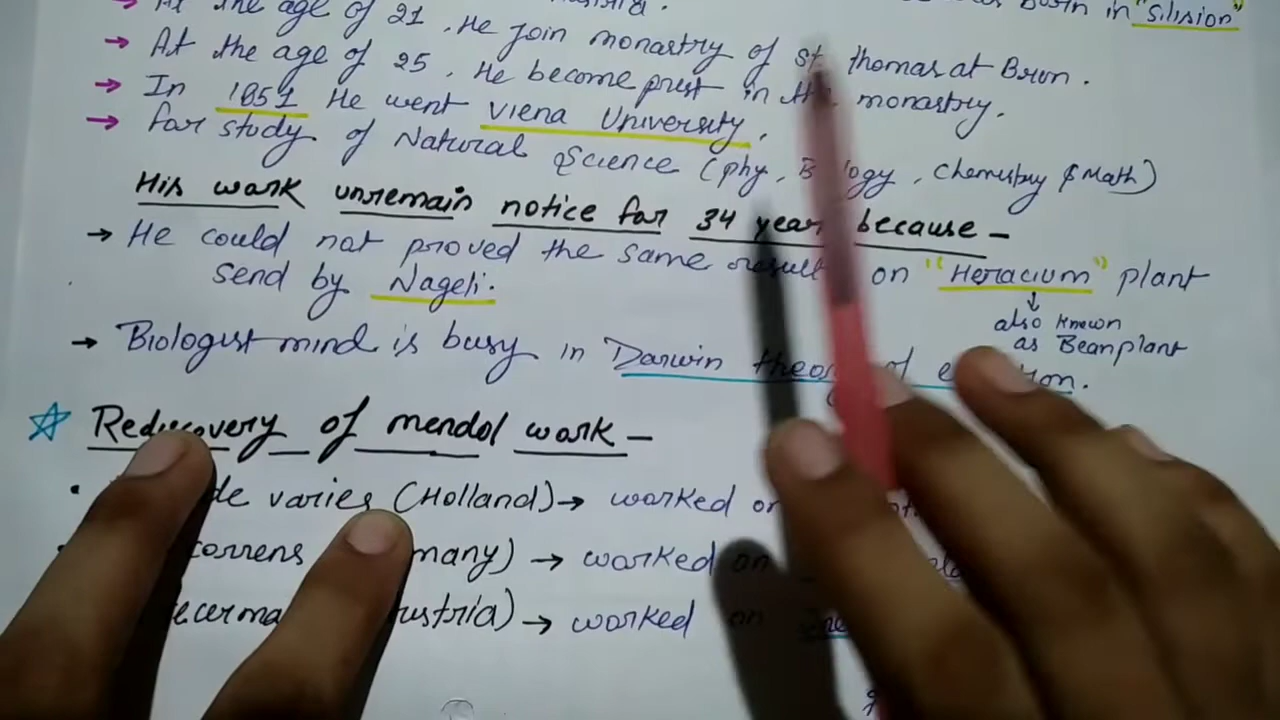 At the age of 21, He join monastry of st thomas at Brun.
born in "Silision"
At the age of 25, He become prest in the monastry.
In 1851 He went Viena University.
for study of Natural Science (phy, Biology, chemistry & Math)
His work unremain notice for 34 year because -
He could not proved the same result on "Heracium" plant
send by Nageli.
also known
as Beanplant
Biologist mind is busy in Darwin theory of
Rediscovery of mendol work -
varies (Holland) → worked on
correns many) → worked on
ustria) → worked on